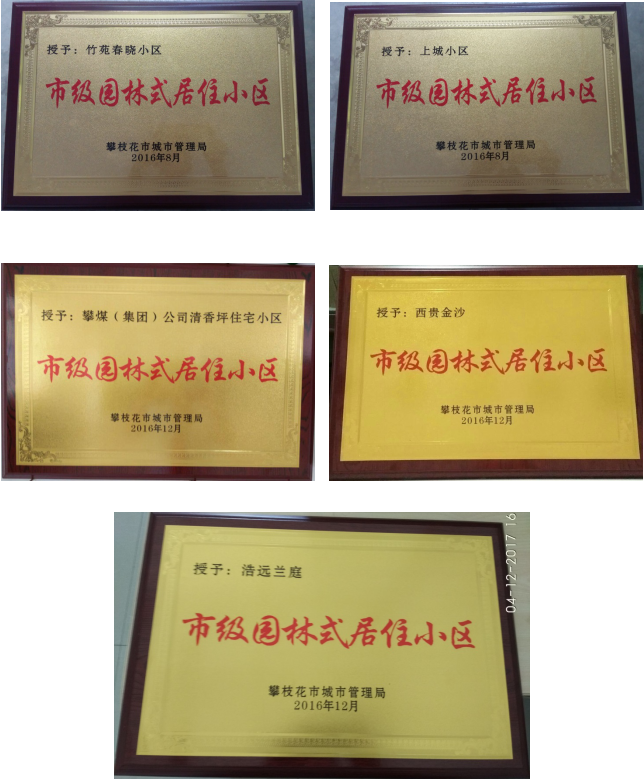 授予：竹苑春晓小区
市级园林式居住小区
攀枝花市城市管理局
2016年8月
授予：上城小区
市级园林式居住小区
攀枝花市城市管理局
2016年8月
授予：攀煤（集团）公司清香坪住宅小区
市级园林式居住小区
攀枝花市城市管理局
2016年12月
授予：西贵金沙
市级园林式居住小区
攀枝花市城市管理局
2016年12月
授予：浩远兰庭
市级园林式居住小区
攀枝花市城市管理局
2016年12月
04-12-2017 16